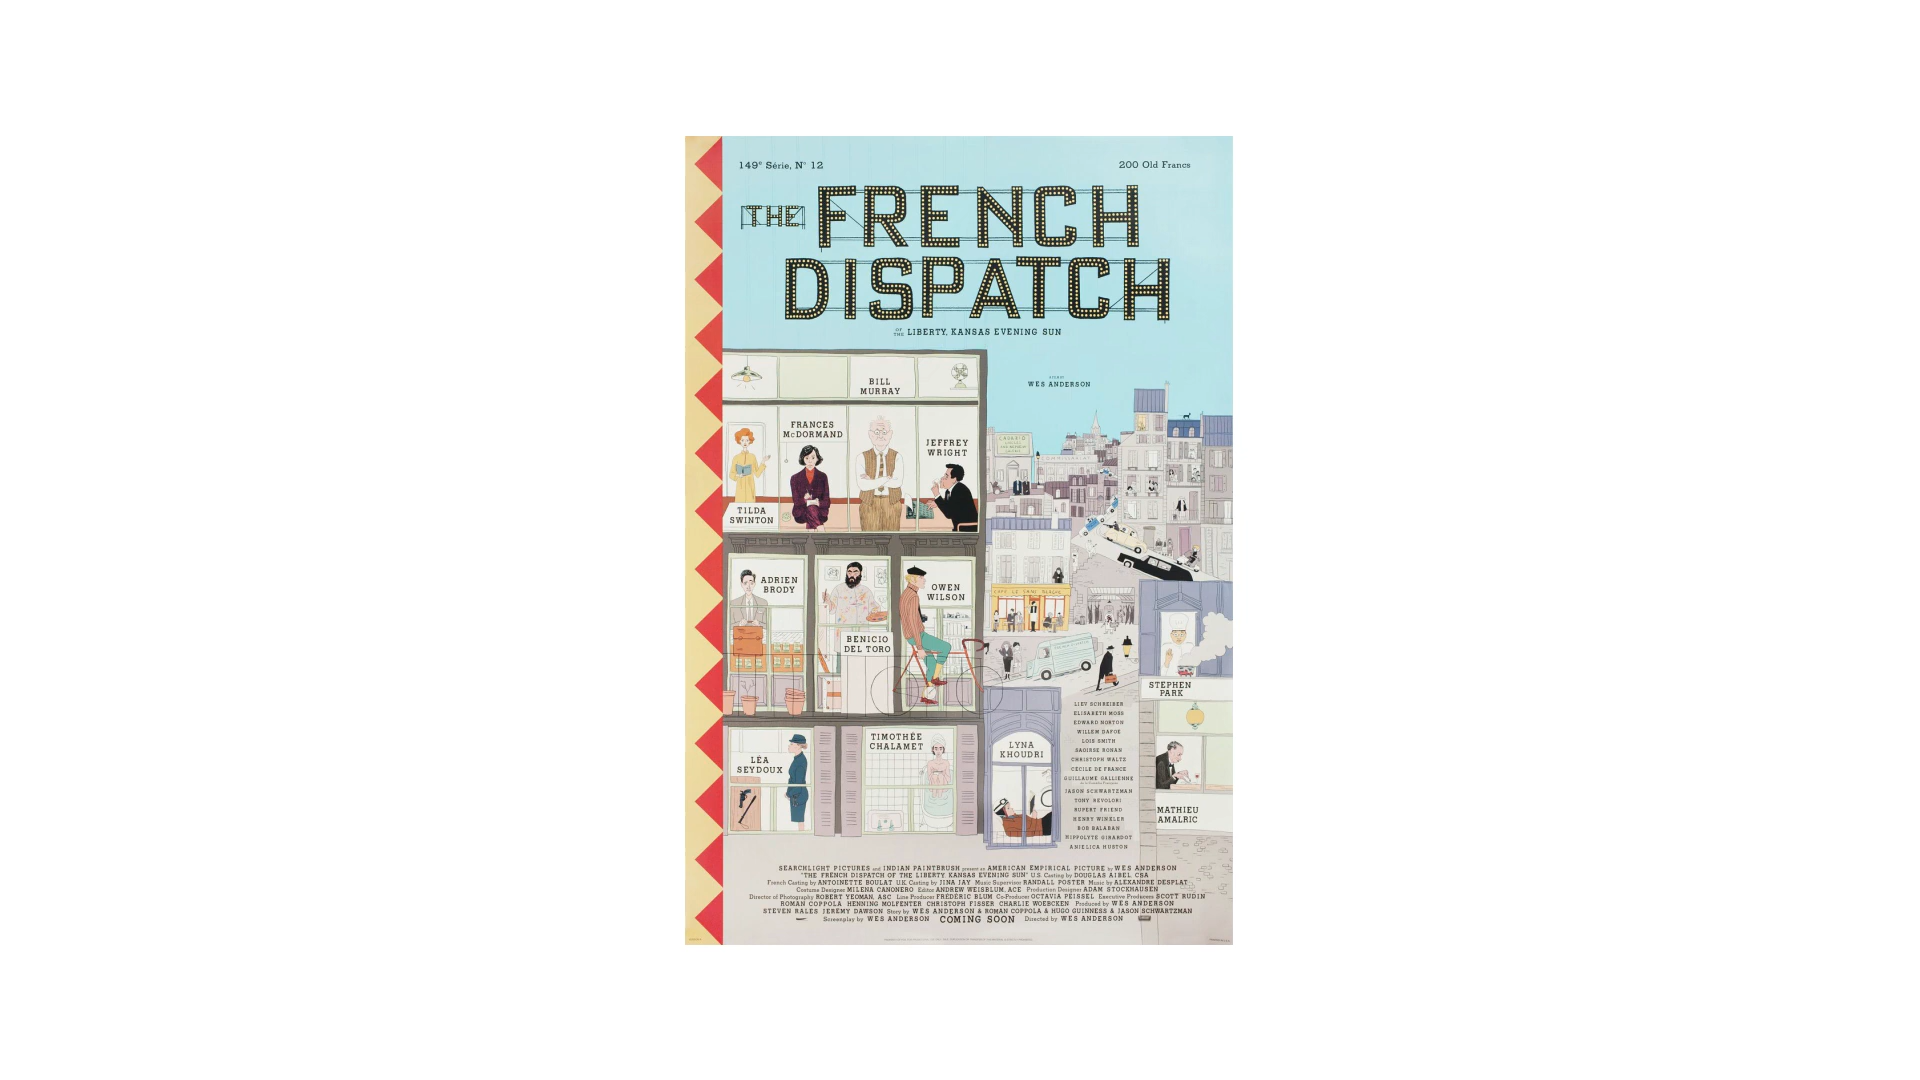 149º Série, Nº 12
200 Old Francs
THE FRENCH
DISPATCH
OF THE LIBERTY, KANSAS EVENING SUN
WES ANDERSON
BILL
MURRAY
FRANCES
McDORMAND
JEFFREY
WRIGHT
TILDA
SWINTON
ADRIEN
BRODY
OWEN
WILSON
BENICIO
DEL TORO
CAFE LE SANS BLAGUE
STEPHEN
PARK
LÉA
SEYDOUX
TIMOTHÉE
CHALAMET
LYNA
KHOUDRI
LIEV SCHREIBER
ELISABETH MOSS
EDWARD NORTON
WILLEM DAFOE
LOIS SMITH
SAOIRSE RONAN
CHRISTOPH WALTZ
CÉCILE DE FRANCE
GUILLAUME GALLIENNE
JASON SCHWARTZMAN
TONY REVOLORI
RUPERT FRIEND
HENRY WINKLER
BOB BALABAN
HIPPOLYTE GIRARDOT
ANJELICA HUSTON
MATHIEU
AMALRIC
SEARCHLIGHT PICTURES and INDIAN PAINTBRUSH present an AMERICAN EMPIRICAL PICTURE by WES ANDERSON
"THE FRENCH DISPATCH OF THE LIBERTY, KANSAS EVENING SUN" U.S. Casting by DOUGLAS AIBEL, CSA
French Casting by ANTOINETTE BOULAT U.K. Casting by JINA JAY Music Supervisor RANDALL POSTER Music by ALEXANDRE DESPLAT
Costume Designer MILENA CANONERO Editor ANDREW WEISBLUM, ACE Production Designer ADAM STOCKHAUSEN
Director of Photography ROBERT YEOMAN, ASC Line Producer FRÉDÉRIC BLUM Co-Producer OCTAVIA PEISSEL Executive Producers SCOTT RUDIN
ROMAN COPPOLA HENNING MOLFENTER CHRISTOPH FISSER CHARLIE WOEBCKEN Produced by WES ANDERSON
STEVEN RALES JEREMY DAWSON Story by WES ANDERSON & ROMAN COPPOLA & HUGO GUINNESS & JASON SCHWARTZMAN
Screenplay by WES ANDERSON COMING SOON Directed by WES ANDERSON